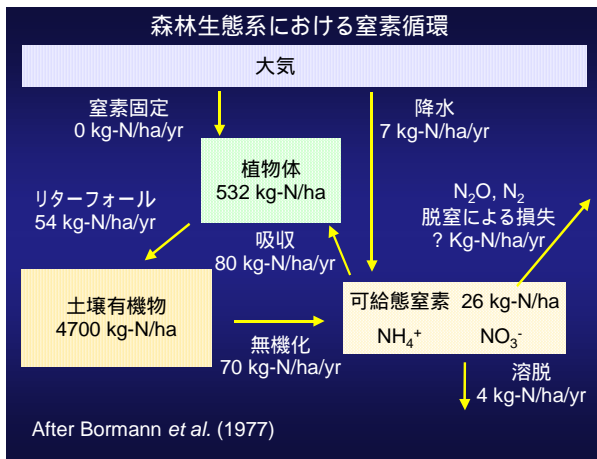 森林生態系における窒素循環
大気
窒素固定
0 kg-N/ha/yr
降水
7 kg-N/ha/yr
植物体
532 kg-N/ha
N₂O, N₂
脱窒による損失
? Kg-N/ha/yr
リターフォール
54 kg-N/ha/yr
吸収
80 kg-N/ha/yr
土壌有機物
4700 kg-N/ha
可給態窒素 26 kg-N/ha
NH₄⁺ NO₃⁻
無機化
70 kg-N/ha/yr
溶脱
4 kg-N/ha/yr
After Bormann et al. (1977)